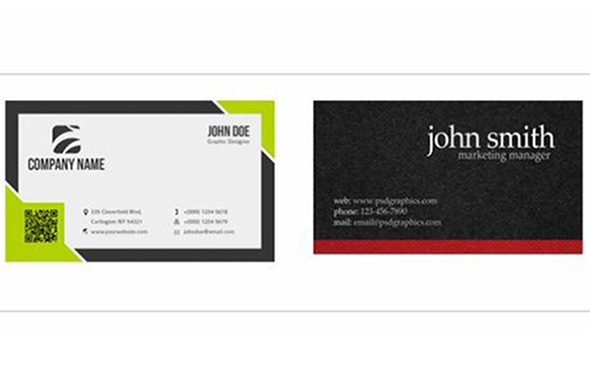 JOHN DOE
Graphic Designer
COMPANY NAME
335 Cloverfield Blvd,
Carlington NY 54321
www.yourwebsite.com
+(000) 1234 5678
+(000) 1234 5679
johndoe@email.com
john smith
marketing manager
web: www.psdgraphics.com
phone: 123-456-7890
mail: email@psdgraphics.com